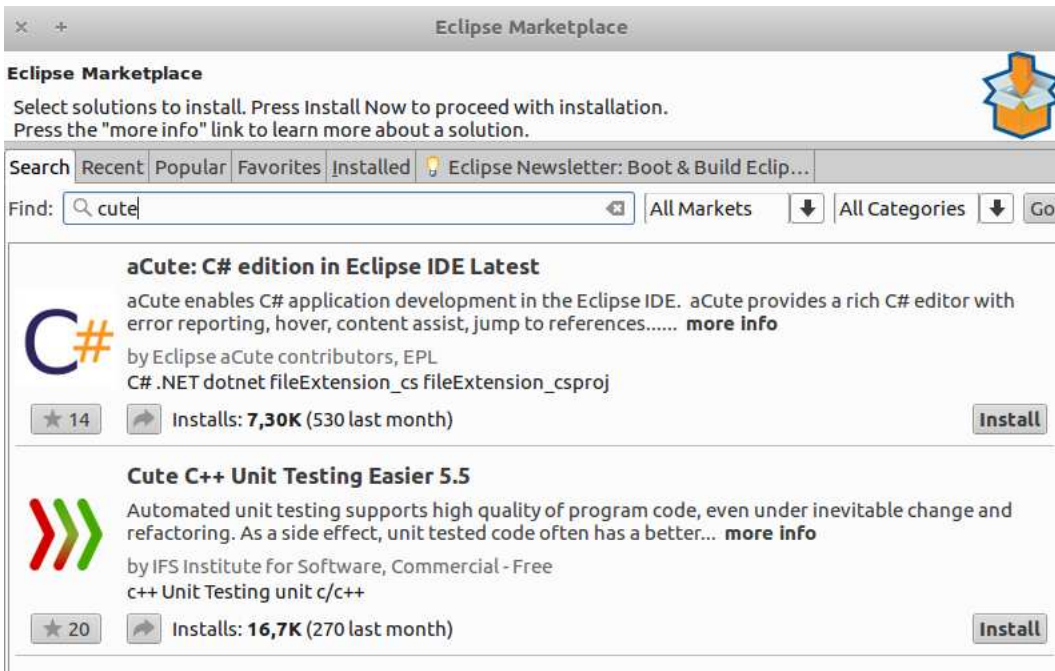 Eclipse Marketplace
Eclipse Marketplace
Select solutions to install. Press Install Now to proceed with installation.
Press the "more info" link to learn more about a solution.
Search Recent Popular Favorites Installed Eclipse Newsletter: Boot & Build Eclip...
Find: cute All Markets All Categories Go
aCute: C# edition in Eclipse IDE Latest
aCute enables C# application development in the Eclipse IDE. aCute provides a rich C# editor with
error reporting, hover, content assist, jump to references...... more info
C#
by Eclipse aCute contributors, EPL
C# .NET dotnet fileExtension_cs fileExtension_csproj
14 Installs: 7,30K (530 last month) Install
Cute C++ Unit Testing Easier 5.5
Automated unit testing supports high quality of program code, even under inevitable change and
refactoring. As a side effect, unit tested code often has a better... more info
by IFS Institute for Software, Commercial - Free
c++ Unit Testing unit c/c++
20 Installs: 16,7K (270 last month) Install